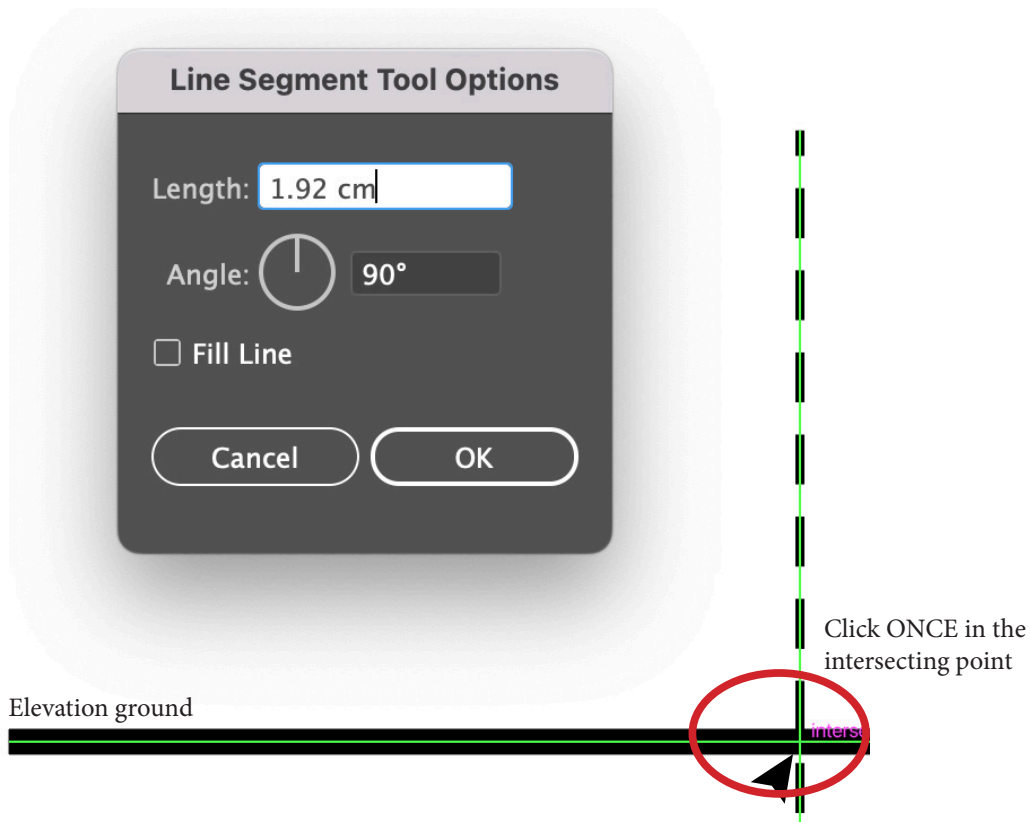 Line Segment Tool Options
Length: 1.92 cm
Angle: 90°
Fill Line
Cancel OK
Click ONCE in the
intersecting point
Elevation ground